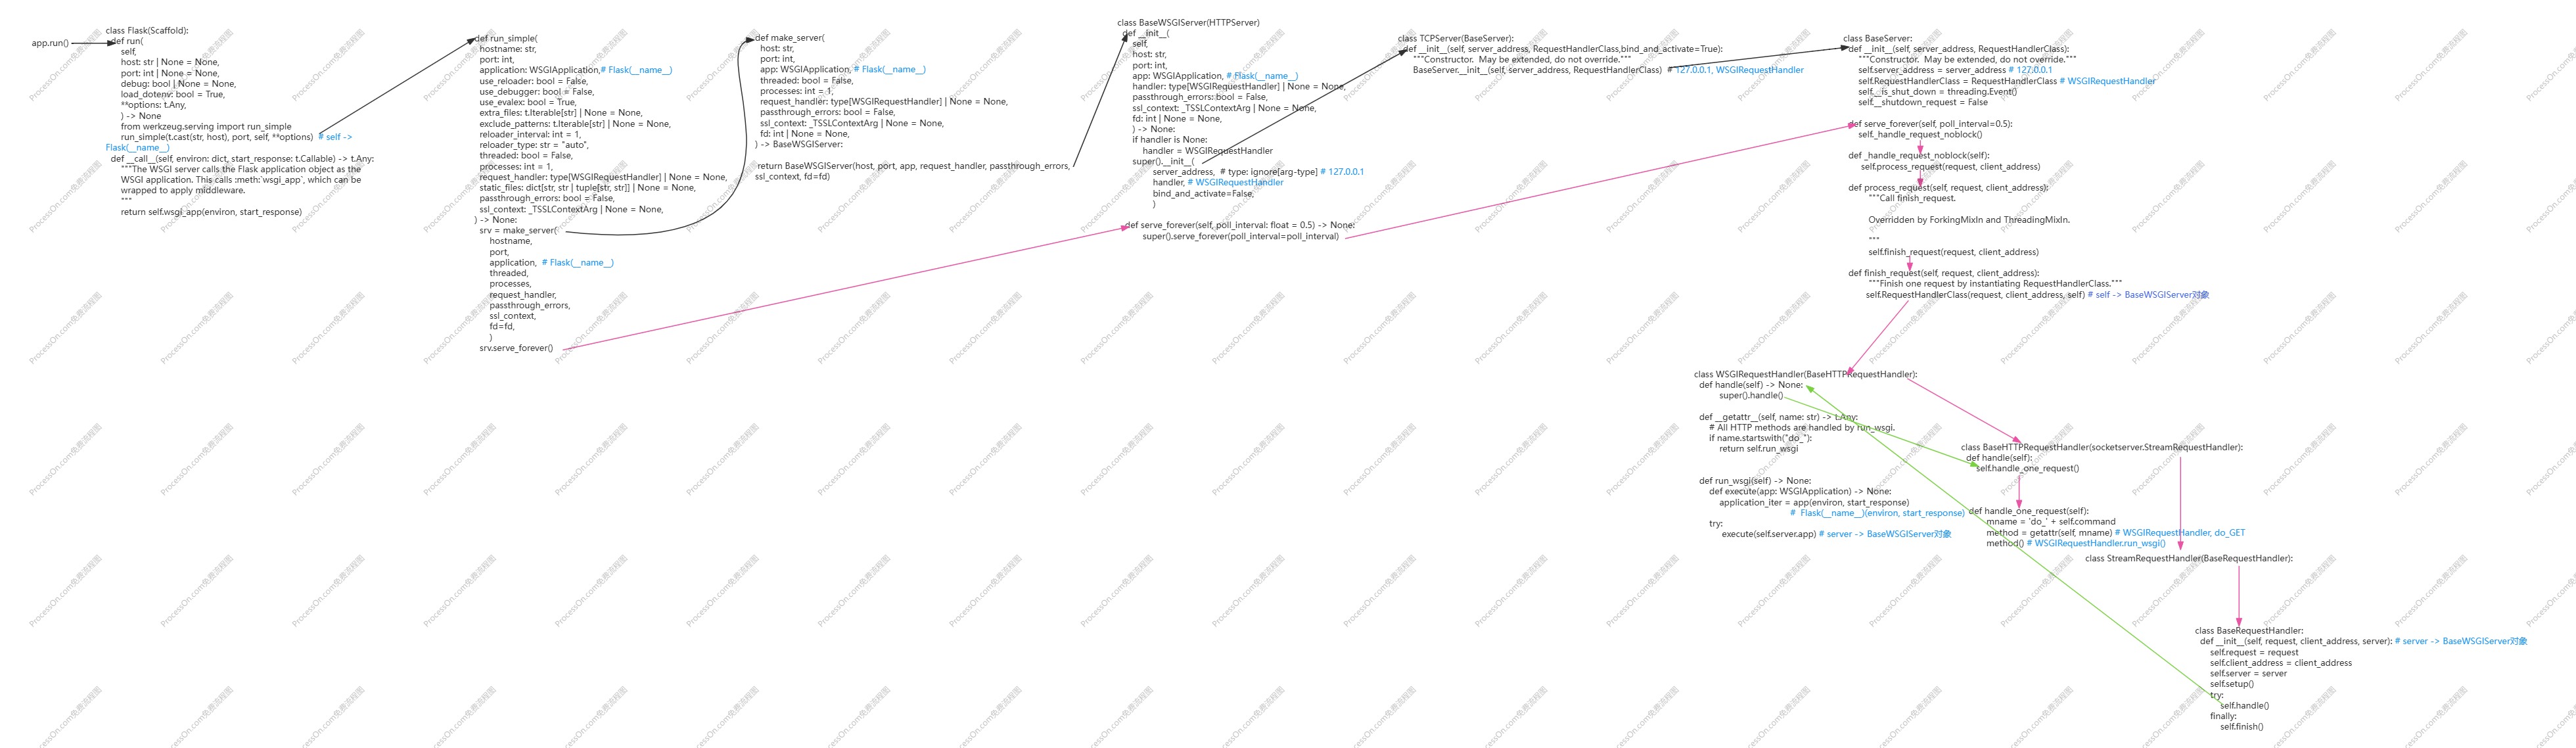 app.run()
class Flask(Scaffold):
def run(
self,
host: str | None = None,
port: int | None = None,
debug: bool | None = None,
load_dotenv: bool = True,
**options: t.Any,
) -> None
from werkzeug.serving import run_simple
run_simple(t.cast(str, host), port, self, **options)  # self ->
Flask(__name__)
def __call__(self, environ: dict, start_response: t.Callable) -> t.Any:
"""The WSGI server calls the Flask application object as the
WSGI application. This calls :meth:`wsgi_app`, which can be
wrapped to apply middleware.
"""
return self.wsgi_app(environ, start_response)
def run_simple(
hostname: str,
port: int,
application: WSGIApplication,# Flask(__name__)
use_reloader: bool = False,
use_debugger: bool = False,
use_evalex: bool = True,
extra_files: t.Iterable[str] | None = None,
exclude_patterns: t.Iterable[str] | None = None,
reloader_interval: int = 1,
reloader_type: str = "auto",
threaded: bool = False,
processes: int = 1,
request_handler: type[WSGIRequestHandler] | None = None,
static_files: dict[str, str | tuple[str, str]] | None = None,
passthrough_errors: bool = False,
ssl_context: _TSSLContextArg | None = None,
) -> None:
srv = make_server(
hostname,
port,
application,  # Flask(__name__)
threaded,
processes,
request_handler,
passthrough_errors,
ssl_context,
fd=fd,
)
srv.serve_forever()
def make_server(
host: str,
port: int,
app: WSGIApplication, # Flask(__name__)
threaded: bool = False,
processes: int = 1,
request_handler: type[WSGIRequestHandler] | None = None,
passthrough_errors: bool = False,
ssl_context: _TSSLContextArg | None = None,
fd: int | None = None,
) -> BaseWSGIServer:
return BaseWSGIServer(host, port, app, request_handler, passthrough_errors,
ssl_context, fd=fd)
class BaseWSGIServer(HTTPServer)
def __init__(
self,
host: str,
port: int,
app: WSGIApplication, # Flask(__name__)
handler: type[WSGIRequestHandler] | None = None,
passthrough_errors: bool = False,
ssl_context: _TSSLContextArg | None = None,
fd: int | None = None,
) -> None:
if handler is None:
handler = WSGIRequestHandler
super().__init__(
server_address,  # type: ignore[arg-type] # 127.0.0.1
handler, # WSGIRequestHandler
bind_and_activate=False,
)
def serve_forever(self, poll_interval: float = 0.5) -> None:
super().serve_forever(poll_interval=poll_interval)
class TCPServer(BaseServer):
def __init__(self, server_address, RequestHandlerClass,bind_and_activate=True):
"""Constructor.  May be extended, do not override."""
BaseServer.__init__(self, server_address, RequestHandlerClass)  # 127.0.0.1, WSGIRequestHandler
class BaseServer:
def __init__(self, server_address, RequestHandlerClass):
"""Constructor.  May be extended, do not override."""
self.server_address = server_address # 127.0.0.1
self.RequestHandlerClass = RequestHandlerClass # WSGIRequestHandler
self.__is_shut_down = threading.Event()
self.__shutdown_request = False
def serve_forever(self, poll_interval=0.5):
self._handle_request_noblock()
def _handle_request_noblock(self):
self.process_request(request, client_address)
def process_request(self, request, client_address):
"""Call finish_request.
Overridden by ForkingMixIn and ThreadingMixIn.
"""
self.finish_request(request, client_address)
def finish_request(self, request, client_address):
"""Finish one request by instantiating RequestHandlerClass."""
self.RequestHandlerClass(request, client_address, self) # self -> BaseWSGIServer对象
class WSGIRequestHandler(BaseHTTPRequestHandler):
def handle(self) -> None:
super().handle()
def __getattr__(self, name: str) -> t.Any:
# All HTTP methods are handled by run_wsgi.
if name.startswith("do_"):
return self.run_wsgi
def run_wsgi(self) -> None:
def execute(app: WSGIApplication) -> None:
application_iter = app(environ, start_response)
#  Flask(__name__)(environ, start_response)
try:
execute(self.server.app) # server -> BaseWSGIServer对象
class BaseHTTPRequestHandler(socketserver.StreamRequestHandler):
def handle(self):
self.handle_one_request()
def handle_one_request(self):
mname = 'do_' + self.command
method = getattr(self, mname) # WSGIRequestHandler, do_GET
method() # WSGIRequestHandler.run_wsgi()
class StreamRequestHandler(BaseRequestHandler):
class BaseRequestHandler:
def __init__(self, request, client_address, server): # server -> BaseWSGIServer对象
self.request = request
self.client_address = client_address
self.server = server
self.setup()
try:
self.handle()
finally:
self.finish()
ProcessOn.com免费流程图